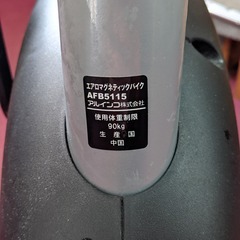 エアロマグネティックバイク
AFB5115
アルインコ株式会社
使用体重制限
90kg
生産国
中国